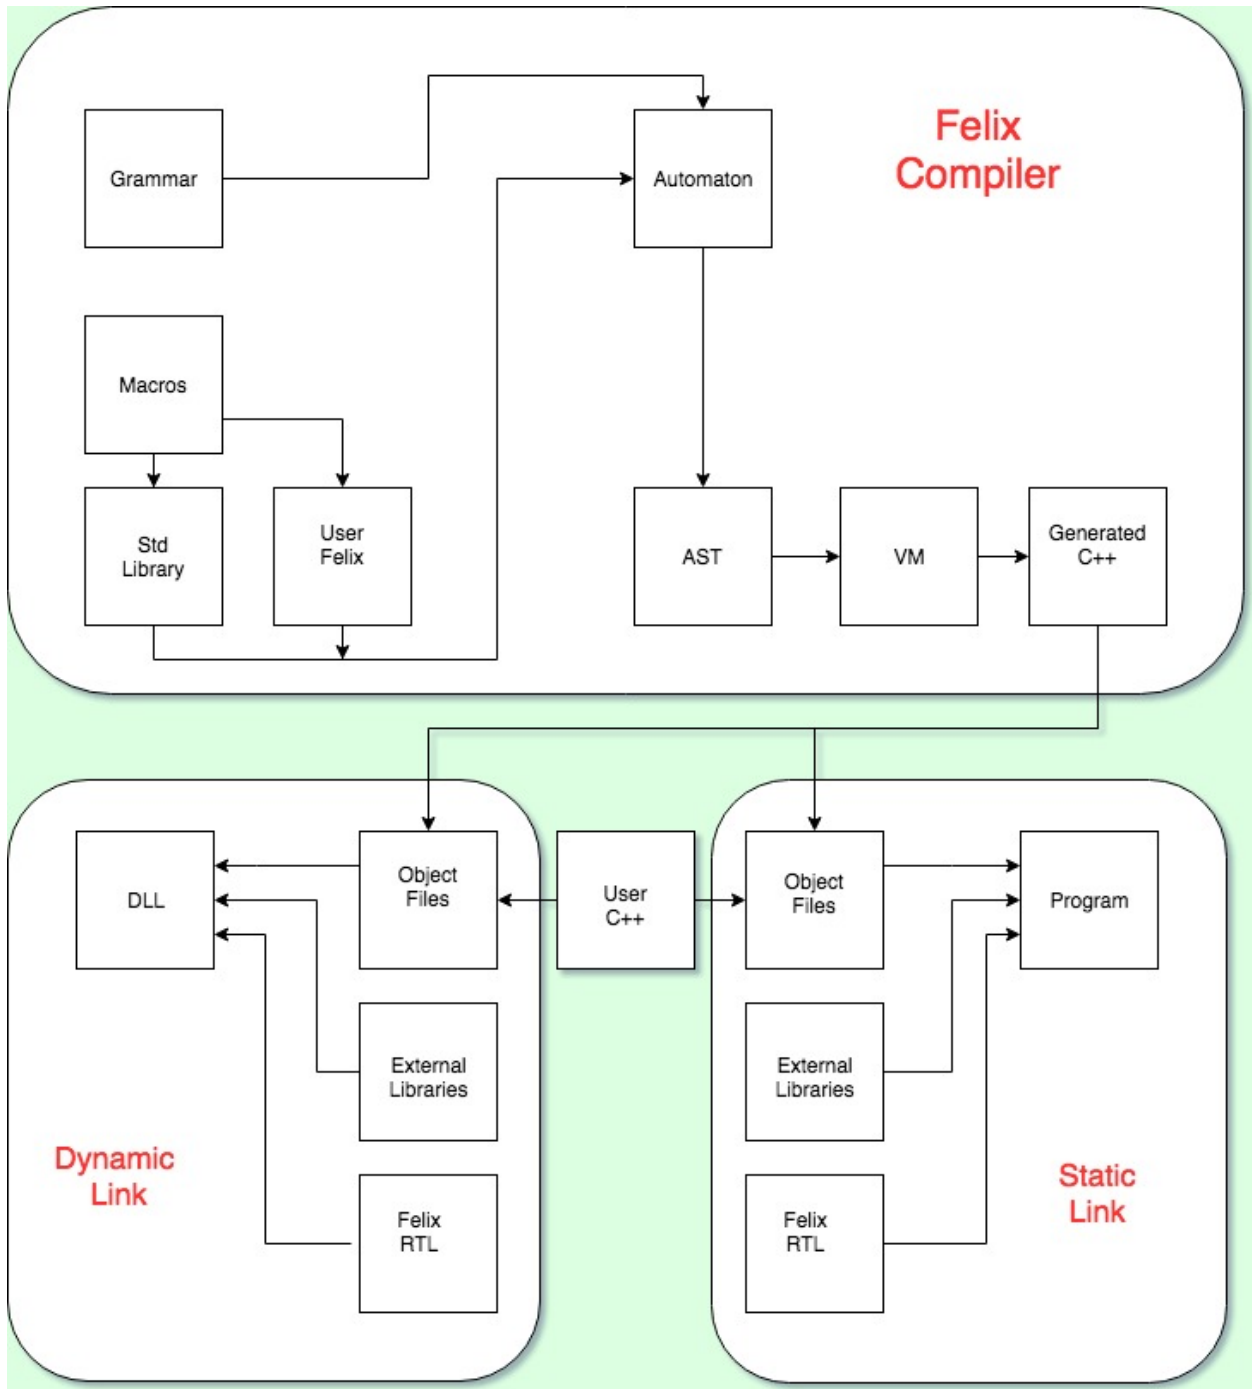 Felix
Compiler
Grammar
Automaton
Macros
Std
Library
User
Felix
AST
VM
Generated
C++
DLL
Object
Files
User
C++
Object
Files
Program
External
Libraries
External
Libraries
Dynamic
Link
Static
Link
Felix
RTL
Felix
RTL